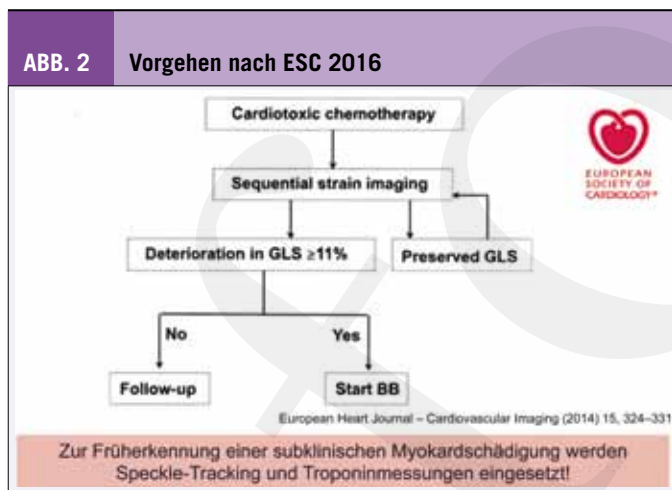 ABB. 2 Vorgehen nach ESC 2016
Cardiotoxic chemotherapy
EUROPEAN
SOCIETY OF
CARDIOLOGY®
Sequential strain imaging
Deterioration in GLS ≥11%
Preserved GLS
No
Yes
Follow-up
Start BB
European Heart Journal – Cardiovascular Imaging (2014) 15, 324–331
Zur Früherkennung einer subklinischen Myokardschädigung werden
Speckle-Tracking und Troponinmessungen eingesetzt!